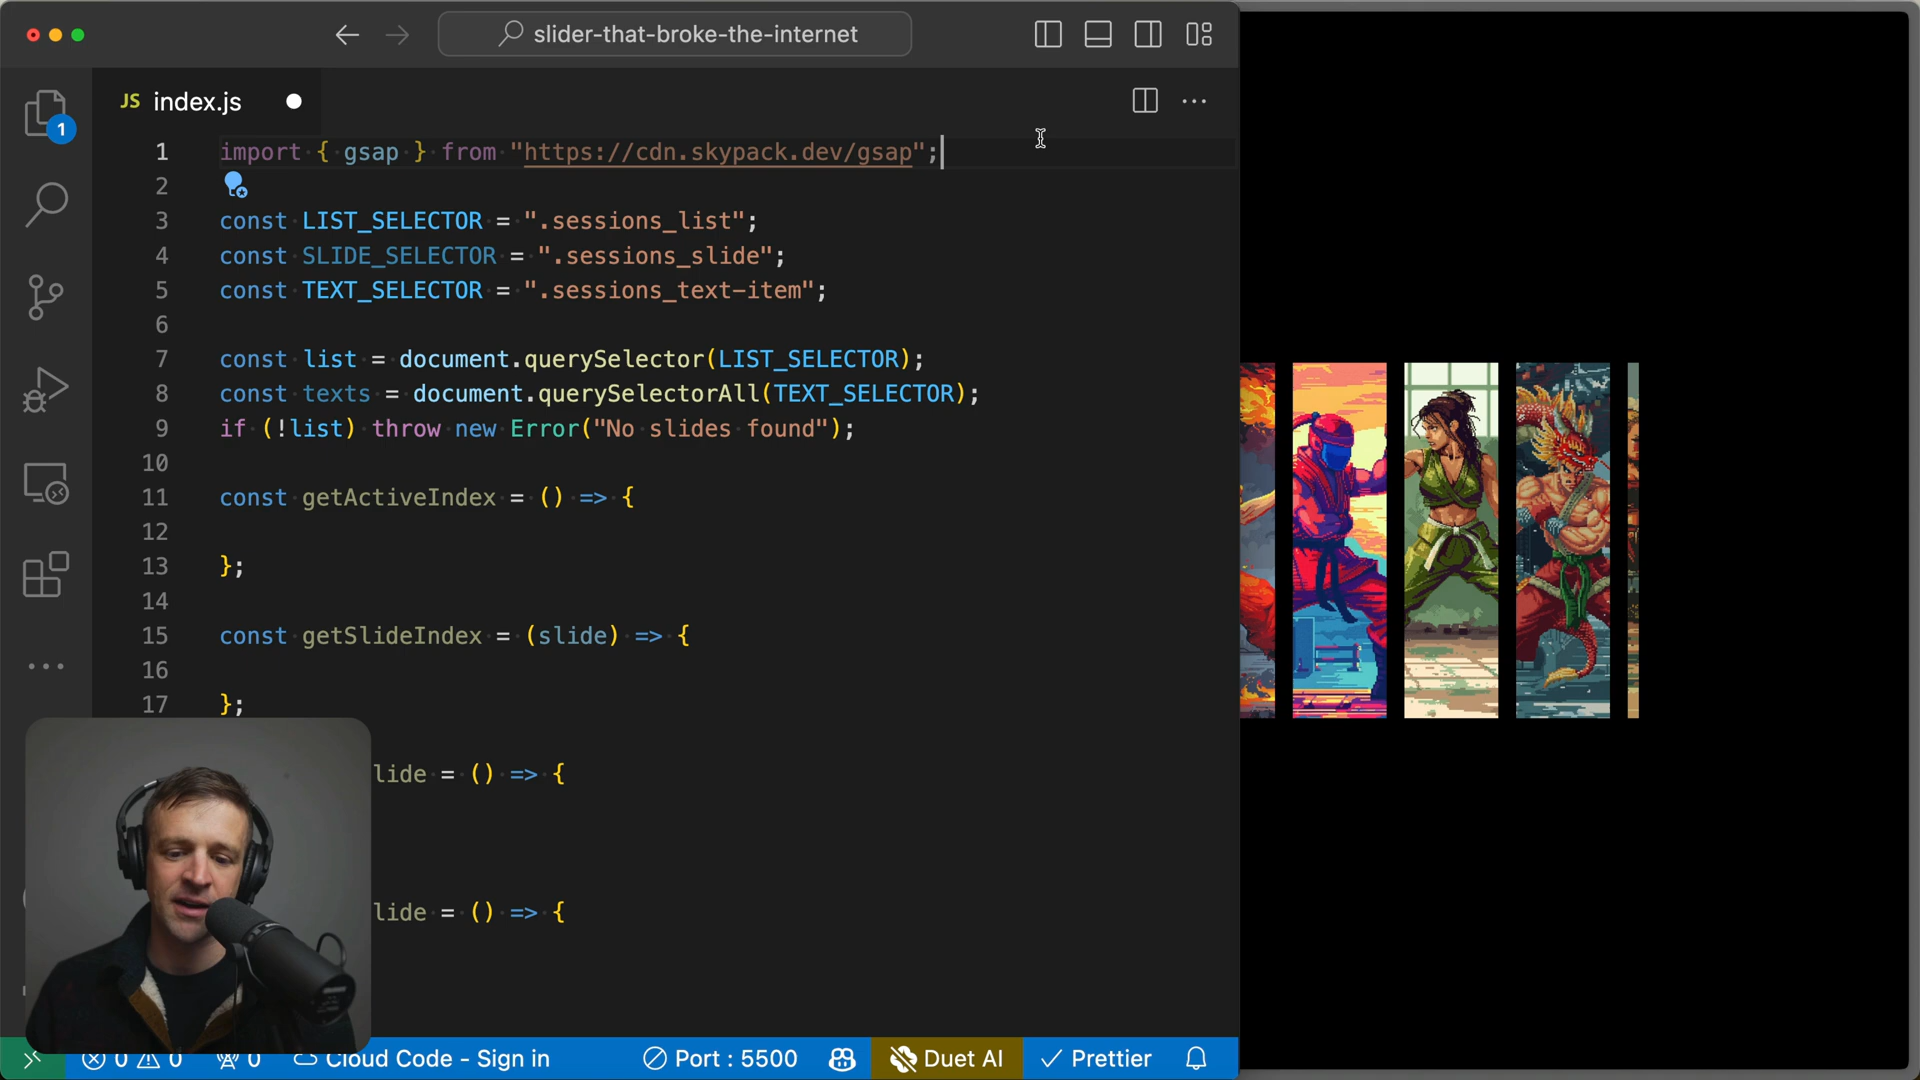 slider-that-broke-the-internet
JS index.js
1
1 import { gsap } from "https://cdn.skypack.dev/gsap";
2
3 const LIST_SELECTOR = ".sessions_list";
4 const SLIDE_SELECTOR = ".sessions_slide";
5 const TEXT_SELECTOR = ".sessions_text-item";
6
7 const list = document.querySelector(LIST_SELECTOR);
8 const texts = document.querySelectorAll(TEXT_SELECTOR);
9 if (!list) throw new Error("No slides found");
10
11 const getActiveIndex = () => {
12
13 };
14
15 const getSlideIndex = (slide) => {
16
17 };
lide = () => {
lide = () => {
0 0 0 Cloud Code - Sign in Port : 5500 Duet AI Prettier